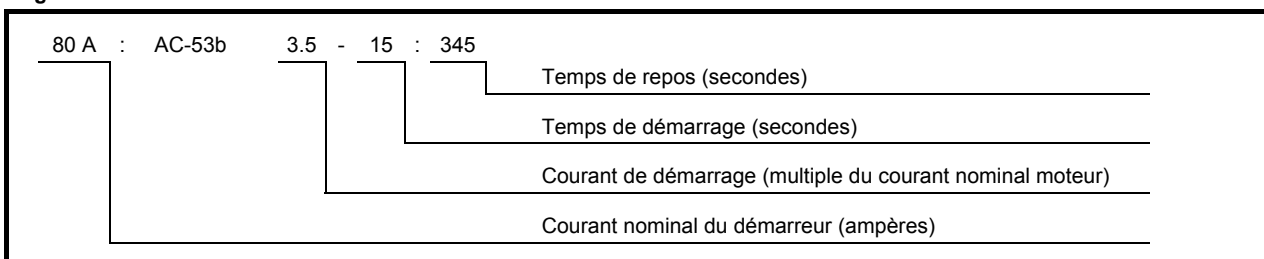 80 A : AC-53b 3.5 - 15 : 345
Temps de repos (secondes)
Temps de démarrage (secondes)
Courant de démarrage (multiple du courant nominal moteur)
Courant nominal du démarreur (ampères)